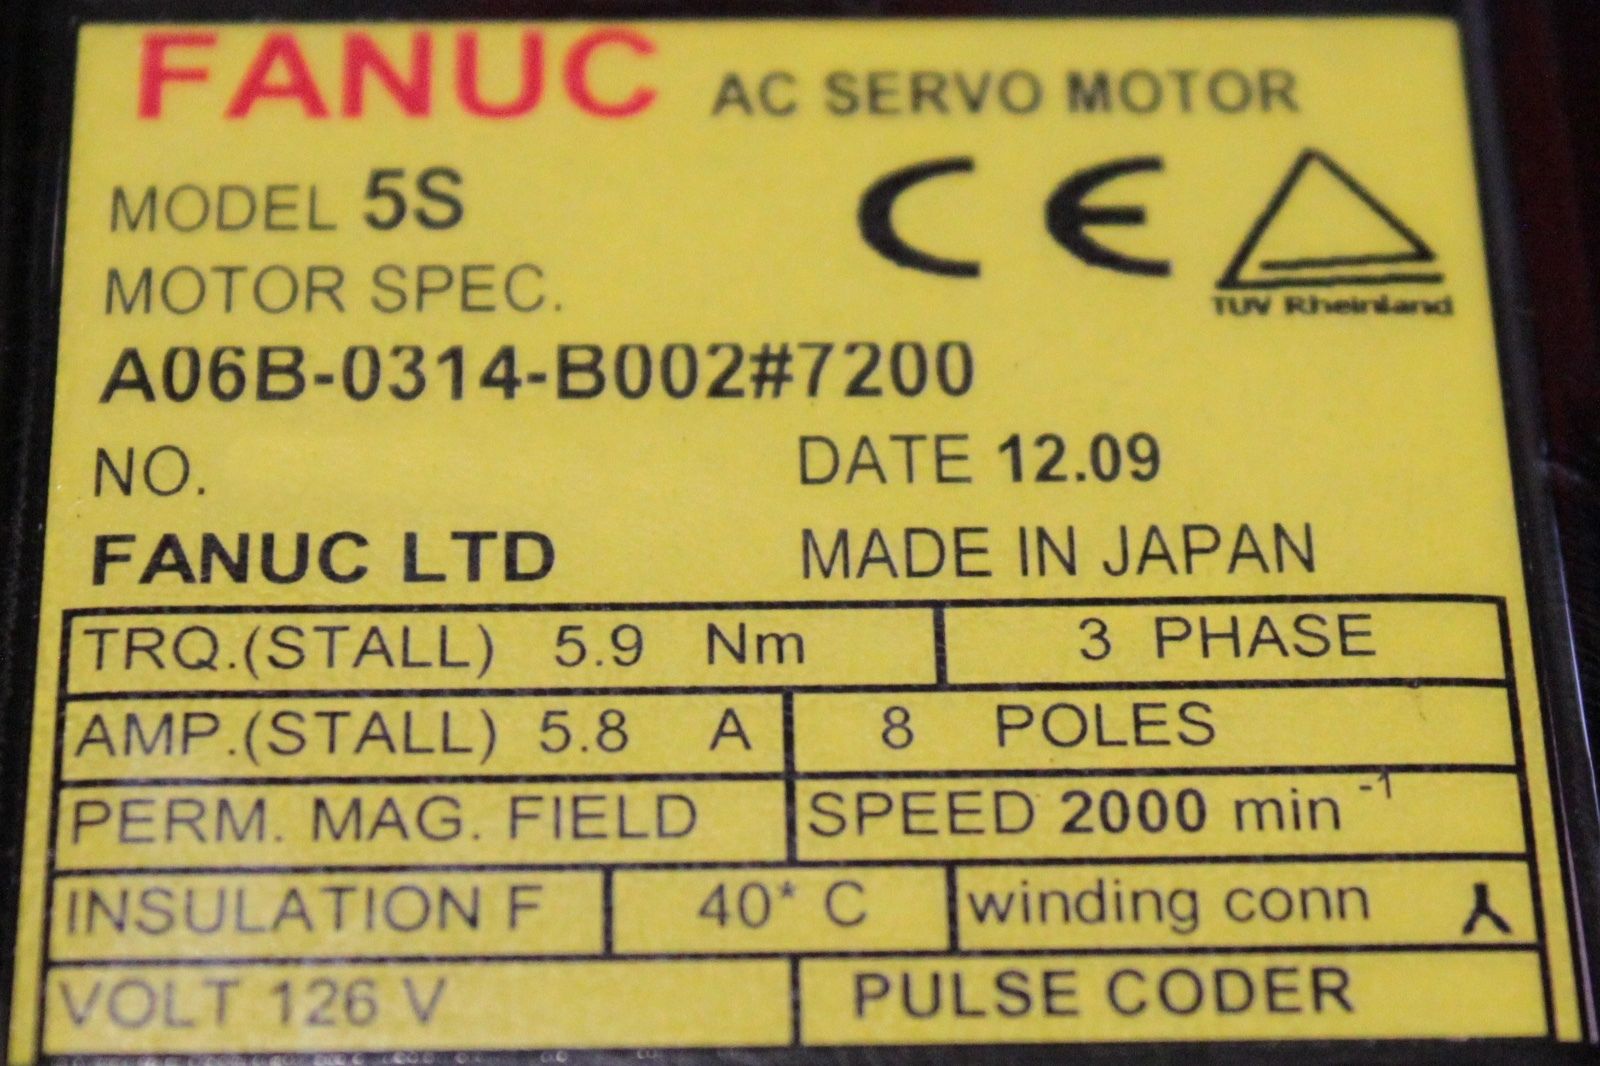 FANUC AC SERVO MOTOR
MODEL 5S
CE
TUV Rheinland
MOTOR SPEC.
A06B-0314-B002#7200
NO. DATE 12.09
FANUC LTD MADE IN JAPAN
TRQ.(STALL) 5.9 Nm 3 PHASE
AMP.(STALL) 5.8 A 8 POLES
PERM. MAG. FIELD SPEED 2000 min⁻¹
INSULATION F 40* C winding conn
VOLT 126 V PULSE CODER